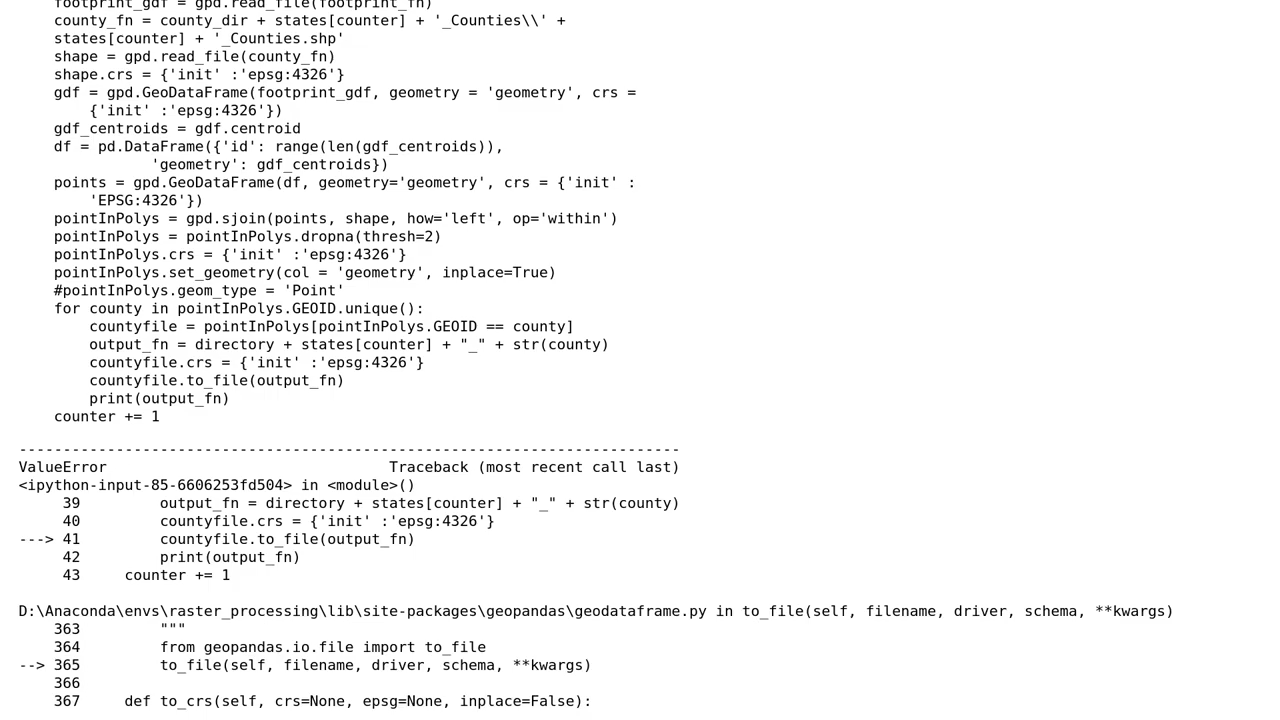 footprint_gdf = gpd.read_file(footprint_fn)
county_fn = county_dir + states[counter] + '_Counties\\' +
states[counter] + '_Counties.shp'
shape = gpd.read_file(county_fn)
shape.crs = {'init' :'epsg:4326'}
gdf = gpd.GeoDataFrame(footprint_gdf, geometry = 'geometry', crs =
{'init' :'epsg:4326'})
gdf_centroids = gdf.centroid
df = pd.DataFrame({'id': range(len(gdf_centroids)),
'geometry': gdf_centroids})
points = gpd.GeoDataFrame(df, geometry='geometry', crs = {'init' :
'EPSG:4326'})
pointInPolys = gpd.sjoin(points, shape, how='left', op='within')
pointInPolys = pointInPolys.dropna(thresh=2)
pointInPolys.crs = {'init' :'epsg:4326'}
pointInPolys.set_geometry(col = 'geometry', inplace=True)
#pointInPolys.geom_type = 'Point'
for county in pointInPolys.GEOID.unique():
countyfile = pointInPolys[pointInPolys.GEOID == county]
output_fn = directory + states[counter] + "_" + str(county)
countyfile.crs = {'init' :'epsg:4326'}
countyfile.to_file(output_fn)
print(output_fn)
counter += 1
---------------------------------------------------------------------------
ValueError                                Traceback (most recent call last)
<ipython-input-85-6606253fd504> in <module>()
39         output_fn = directory + states[counter] + "_" + str(county)
40         countyfile.crs = {'init' :'epsg:4326'}
---> 41         countyfile.to_file(output_fn)
42         print(output_fn)
43     counter += 1
D:\Anaconda\envs\raster_processing\lib\site-packages\geopandas\geodataframe.py in to_file(self, filename, driver, schema, **kwargs)
363         """
364         from geopandas.io.file import to_file
--> 365         to_file(self, filename, driver, schema, **kwargs)
366
367     def to_crs(self, crs=None, epsg=None, inplace=False):